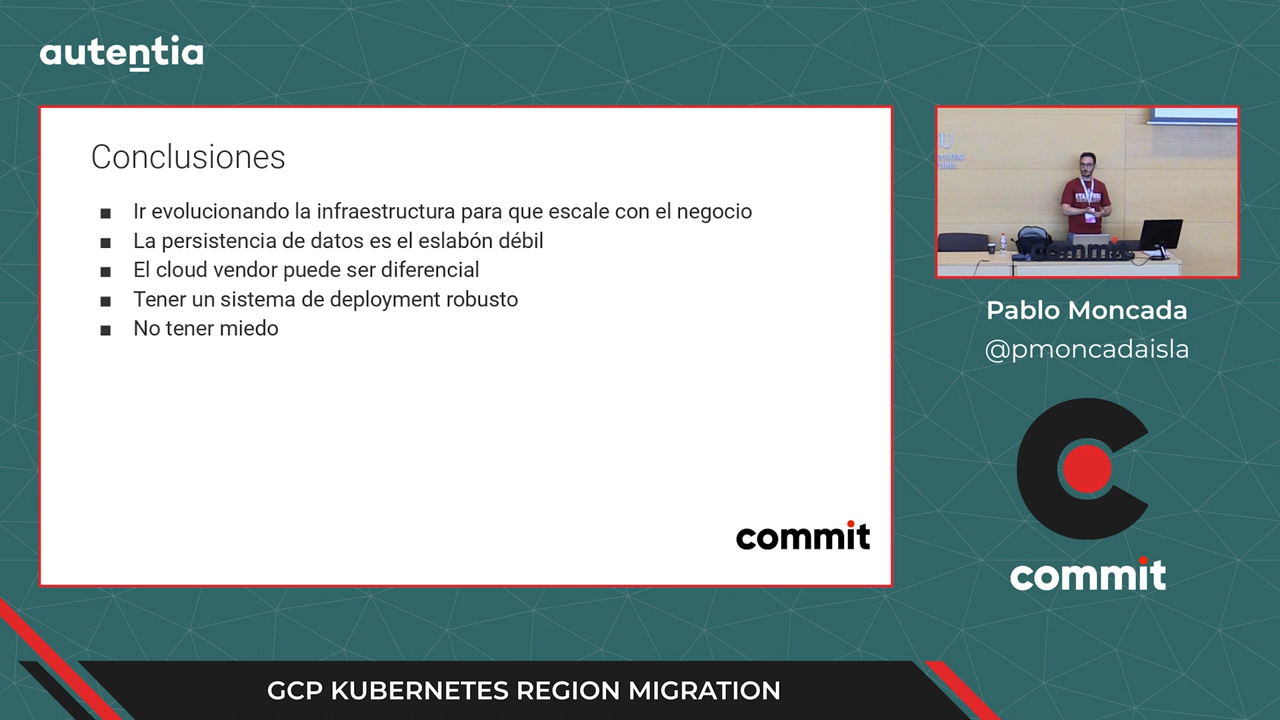 autentia
Conclusiones
■ Ir evolucionando la infraestructura para que escale con el negocio
■ La persistencia de datos es el eslabón débil
■ El cloud vendor puede ser diferencial
■ Tener un sistema de deployment robusto
■ No tener miedo
commit
U
commit
Pablo Moncada
@pmoncadaisla
commit
GCP KUBERNETES REGION MIGRATION